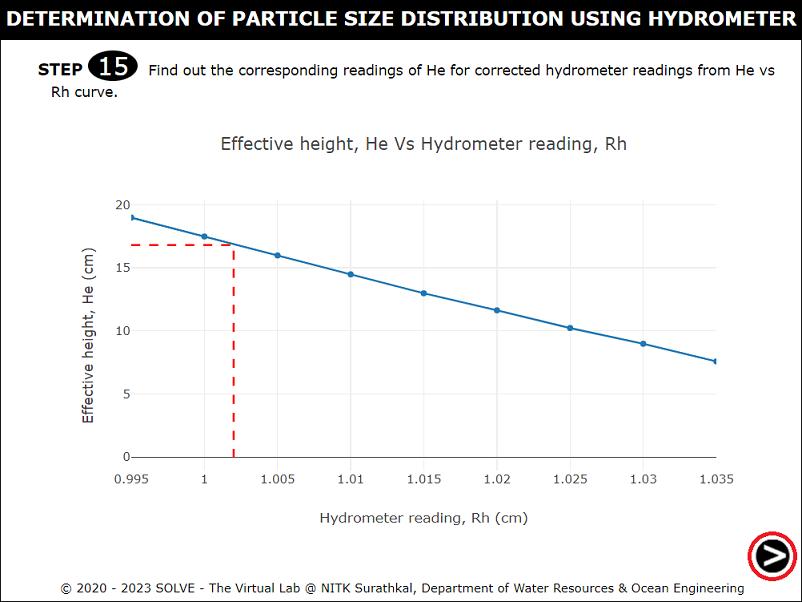 DETERMINATION OF PARTICLE SIZE DISTRIBUTION USING HYDROMETER
STEP 15 Find out the corresponding readings of He for corrected hydrometer readings from He vs
Rh curve.
Effective height, He Vs Hydrometer reading, Rh
20
15
10
5
0
Effective height, He (cm)
0.995 1 1.005 1.01 1.015 1.02 1.025 1.03 1.035
Hydrometer reading, Rh (cm)
© 2020 - 2023 SOLVE - The Virtual Lab @ NITK Surathkal, Department of Water Resources & Ocean Engineering